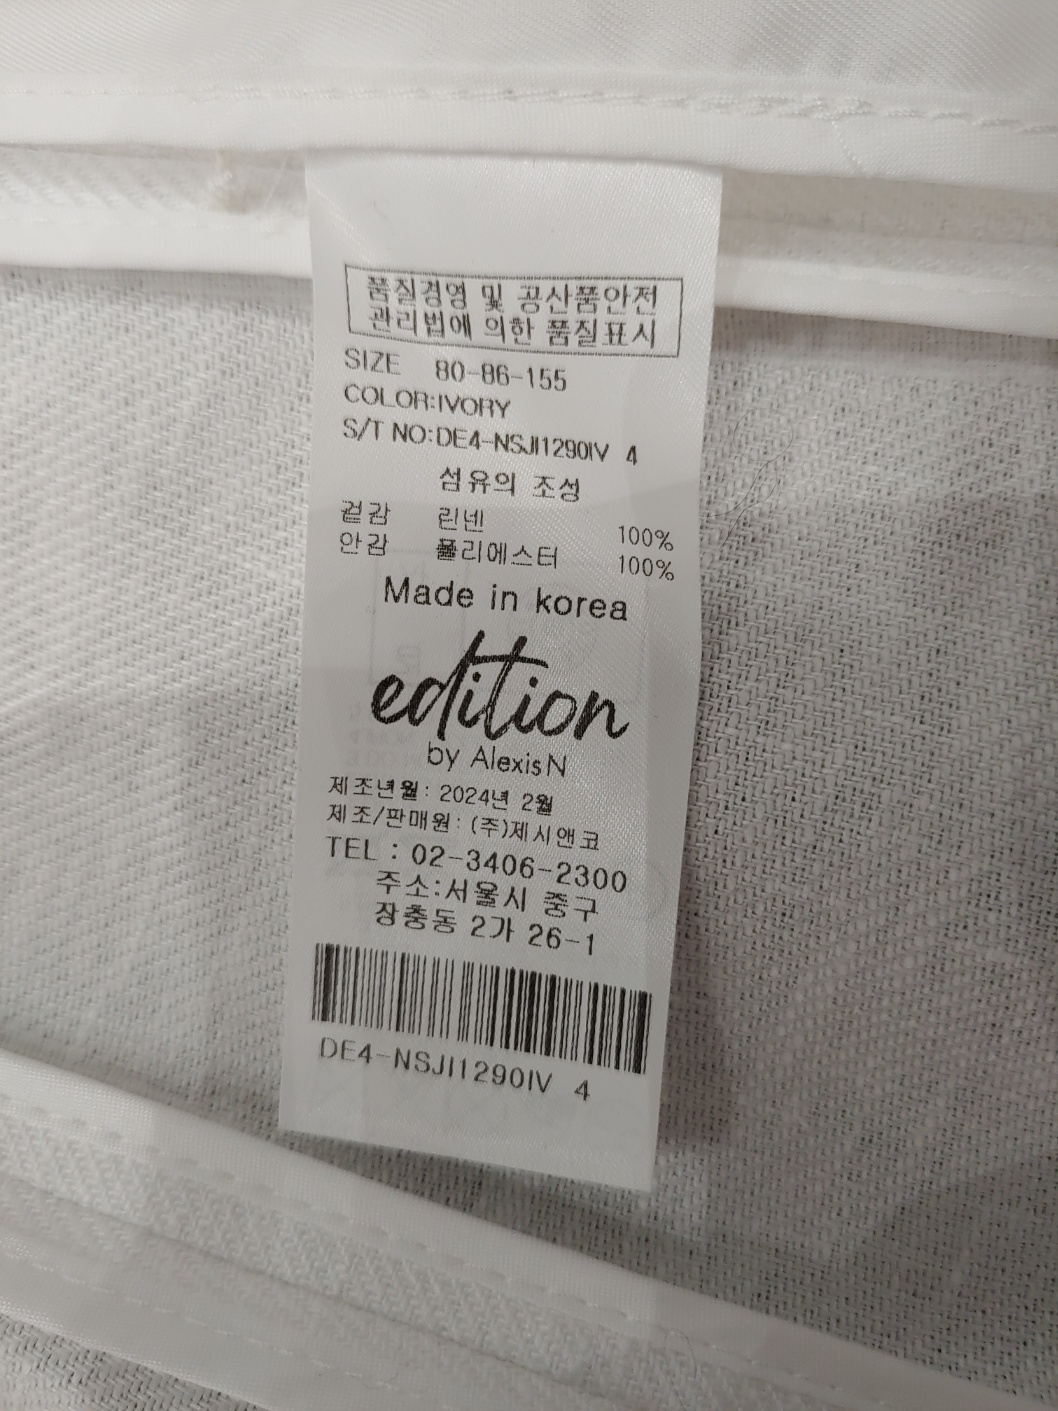 품질경영 및 공산품안전
관리법에 의한 품질표시
SIZE 80-86-155
COLOR:IVORY
S/T NO:DE4-NSJI1290IV 4
섬유의 조성
겉감 린넨 100%
안감 폴리에스터 100%
Made in korea
edition
by AlexisN
제조년월: 2024년 2월
제조/판매원: (주)제시앤코
TEL : 02-3406-2300
주소:서울시 중구
장충동 2가 26-1
DE4-NSJI1290IV 4